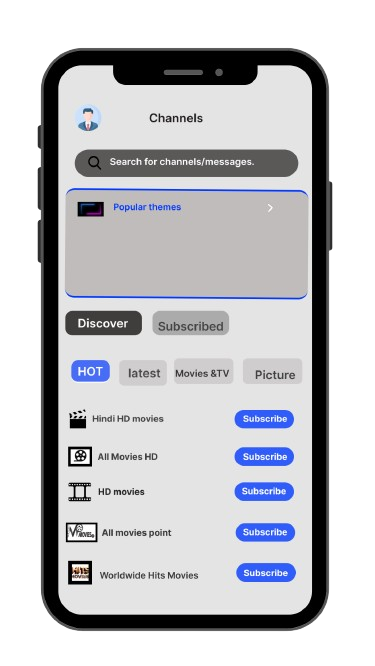 Channels
Search for channels/messages.
Popular themes
Discover
Subscribed
HOT
latest
Movies &TV
Picture
Hindi HD movies
Subscribe
All Movies HD
Subscribe
HD movies
Subscribe
All movies point
Subscribe
Worldwide Hits Movies
Subscribe